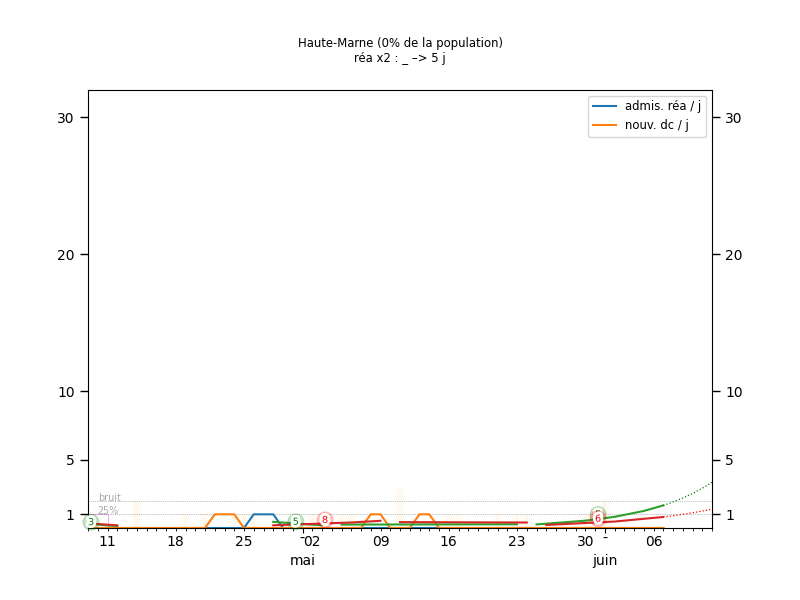 Haute-Marne (0% de la population)
réa x2 : _ –> 5 j
admis. réa / j
nouv. dc / j
30 30
20 20
10 10
5 5
1 1
bruit
25%
3 5 8 6
11 18 25 02 09 16 23 30 06
mai juin